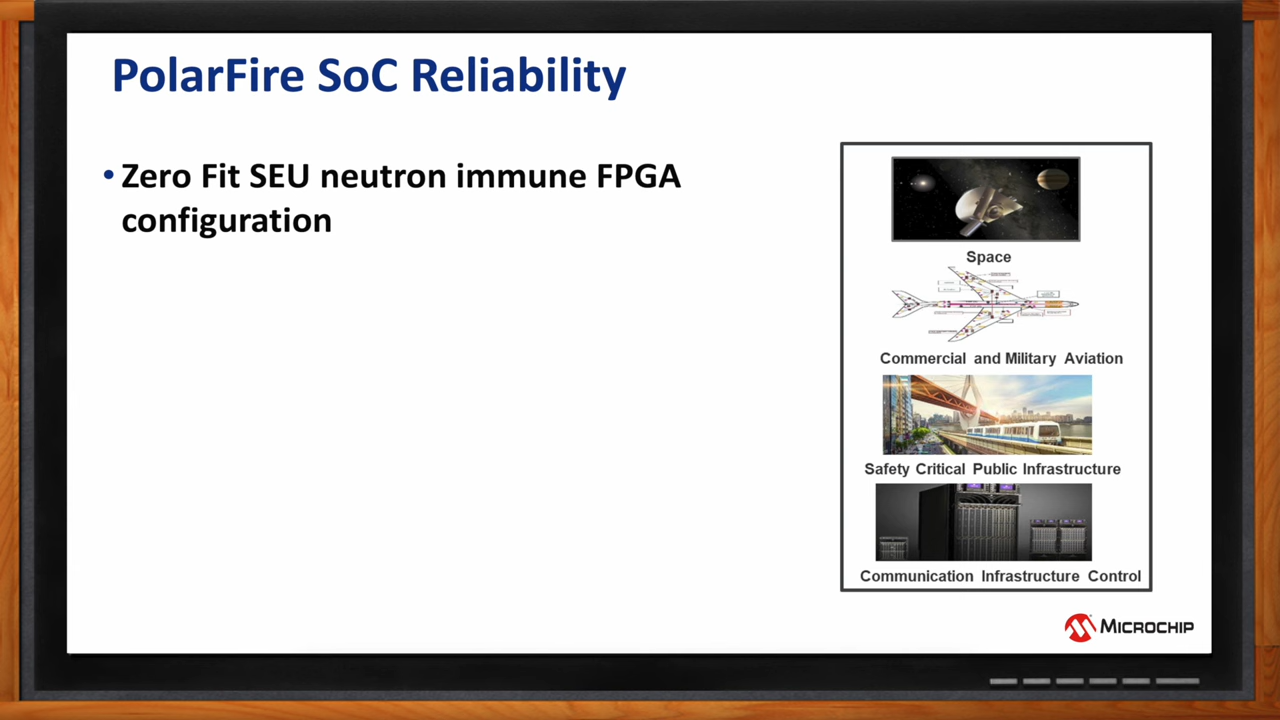 PolarFire SoC Reliability
• Zero Fit SEU neutron immune FPGA
configuration
Space
Commercial and Military Aviation
Safety Critical Public Infrastructure
Communication Infrastructure Control
MICROCHIP